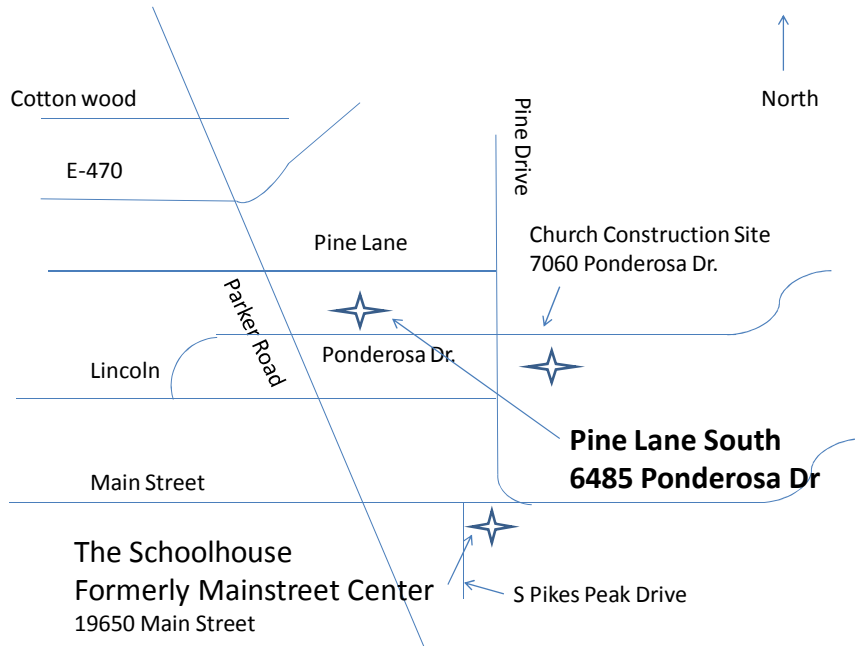 Cotton wood
North
Pine Drive
E-470
Church Construction Site
7060 Ponderosa Dr.
Pine Lane
Parker Road
Ponderosa Dr.
Lincoln
Pine Lane South
6485 Ponderosa Dr
Main Street
The Schoolhouse
Formerly Mainstreet Center
19650 Main Street
S Pikes Peak Drive